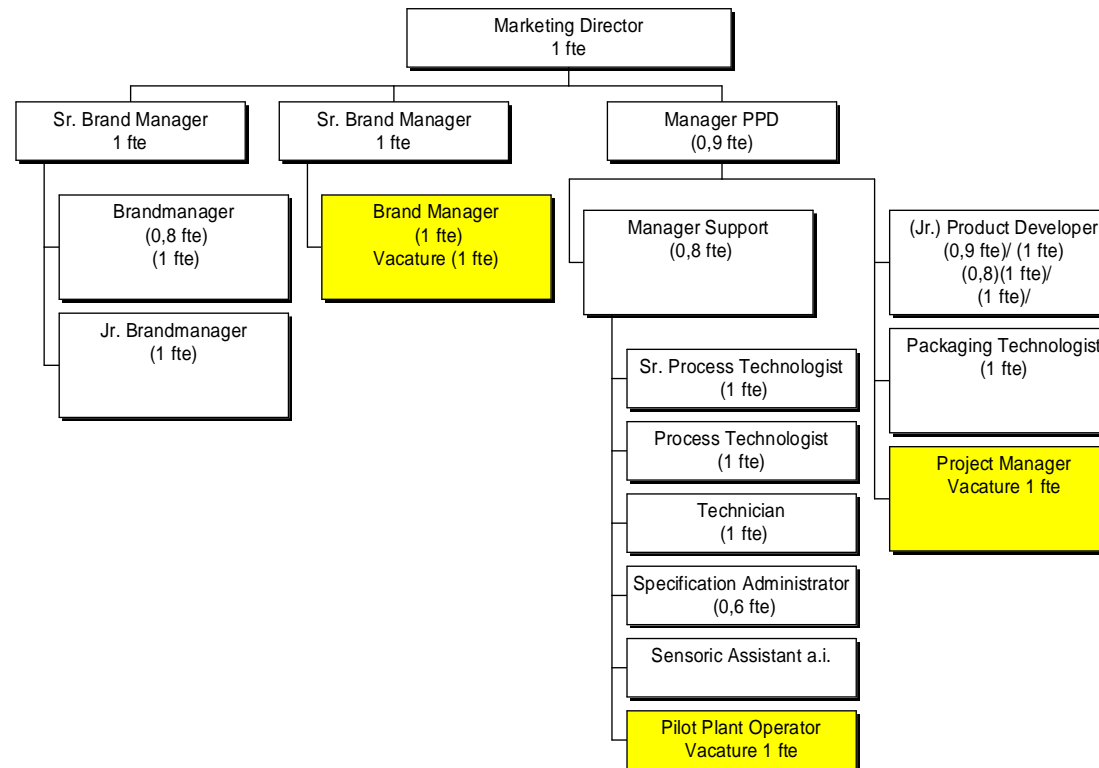 Marketing Director
1 fte
Sr. Brand Manager
1 fte
Sr. Brand Manager
1 fte
Manager PPD
(0,9 fte)
Brandmanager
(0,8 fte)
(1 fte)
Jr. Brandmanager
(1 fte)
Brand Manager
(1 fte)
Vacature (1 fte)
Manager Support
(0,8 fte)
Sr. Process Technologist
(1 fte)
Process Technologist
(1 fte)
Technician
(1 fte)
Specification Administrator
(0,6 fte)
Sensoric Assistant a.i.
Pilot Plant Operator
Vacature 1 fte
(Jr.) Product Developer
(0,9 fte)/ (1 fte)
(0,8)(1 fte)/
(1 fte)/
Packaging Technologist
(1 fte)
Project Manager
Vacature 1 fte